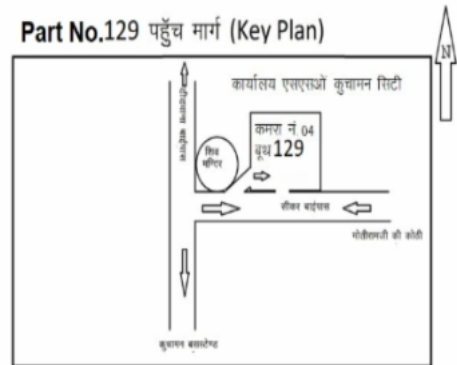 Part No.129 पहुँच मार्ग (Key Plan)
N
कार्यालय एसएसओं कुचामन सिटी
कमरा नं. 04
बूथ 129
शिव
मन्दिर
सीकर बाईपास
मोतीरामजी की कोठी
कुचामन बसस्टेण्ड